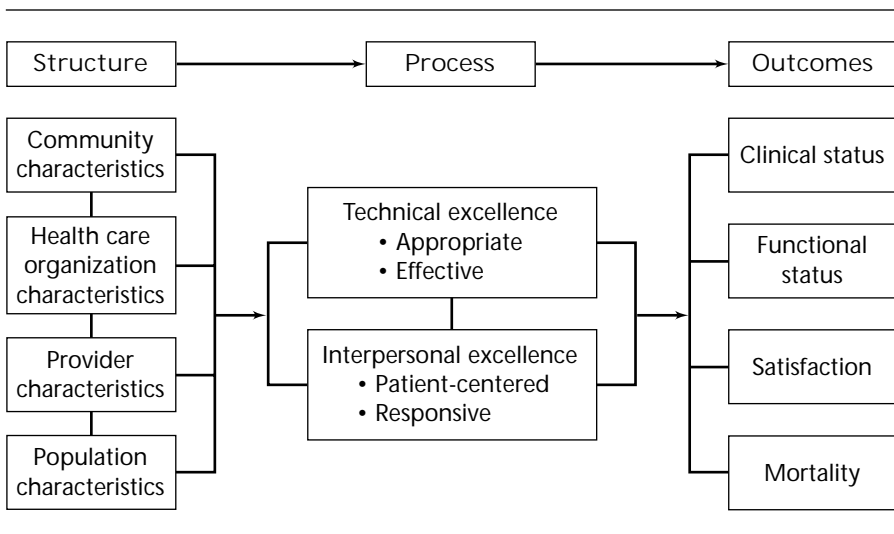 Structure
Process
Outcomes
Community
characteristics
Health care
organization
characteristics
Provider
characteristics
Population
characteristics
Technical excellence
• Appropriate
• Effective
Interpersonal excellence
• Patient-centered
• Responsive
Clinical status
Functional
status
Satisfaction
Mortality